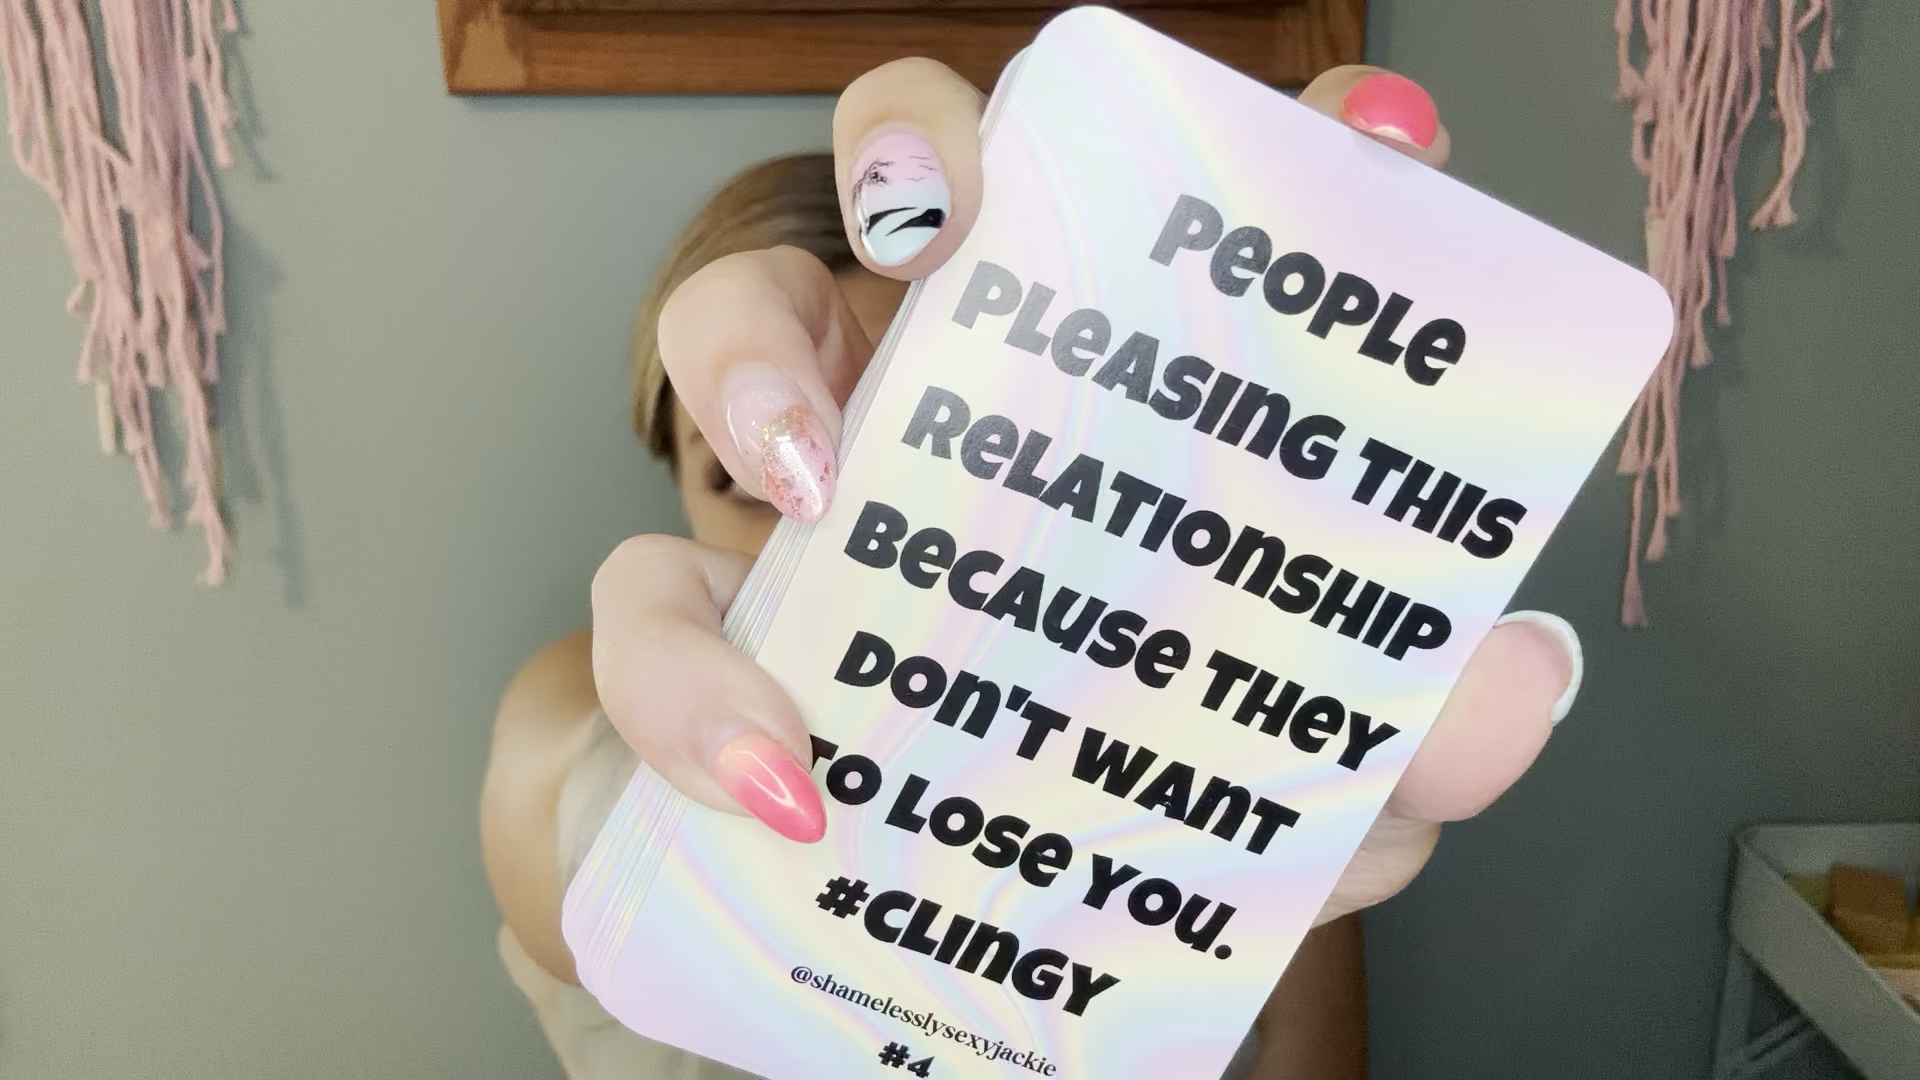 PEOPLE
PLEASING THIS
RELATIONSHIP
BECAUSE THEY
DON'T WANT
TO LOSE YOU.
#CLINGY
@shamelesslysexyjackie
#4